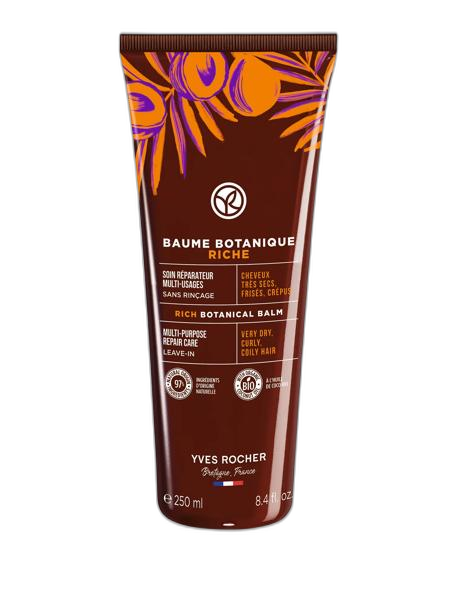 BAUME BOTANIQUE
RICHE
SOIN RÉPARATEUR
MULTI-USAGES
SANS RINÇAGE
CHEVEUX
TRÈS SECS,
FRISÉS, CRÉPUS
RICH BOTANICAL BALM
MULTI-PURPOSE
REPAIR CARE
LEAVE-IN
VERY DRY,
CURLY,
COILY HAIR
97%
INGRÉDIENTS
D'ORIGINE
NATURELLE
BIO
À L'HUILE
DE COCO
YVES ROCHER
Bretagne, France
e 250 ml
8.4 fl. oz.